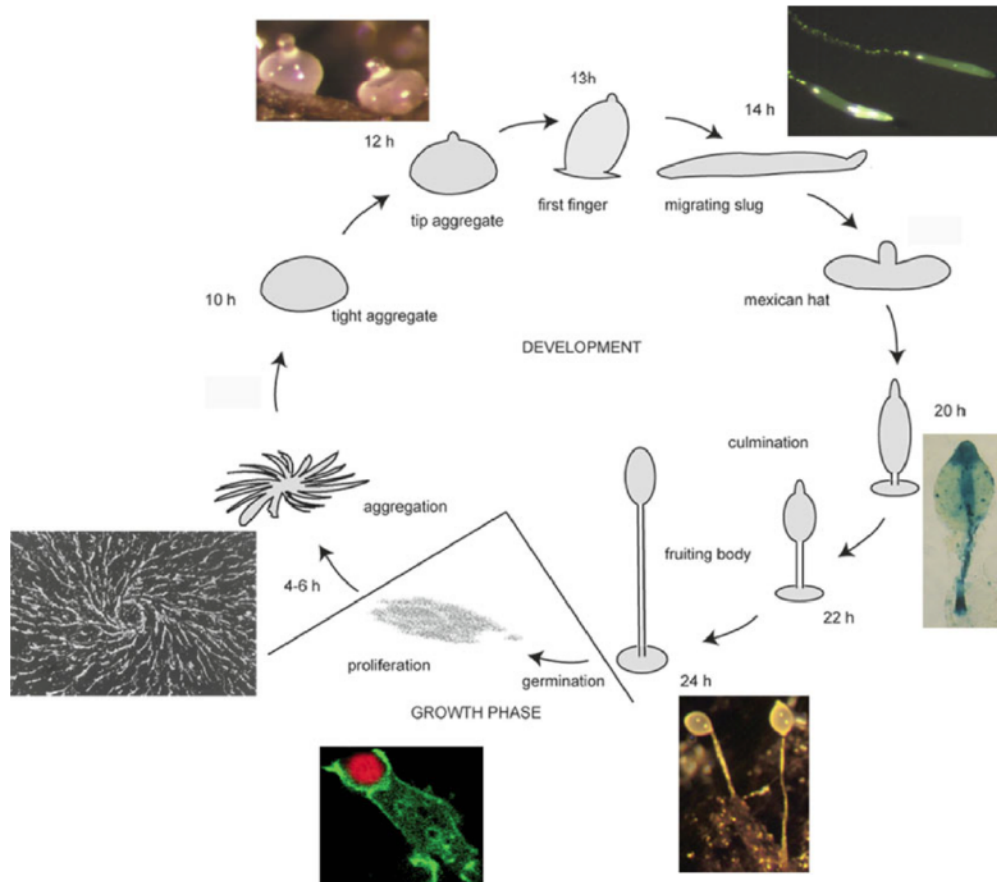 13h
14 h
12 h
tip aggregate
first finger
migrating slug
10 h
tight aggregate
mexican hat
DEVELOPMENT
20 h
culmination
aggregation
fruiting body
4-6 h
22 h
proliferation
germination
24 h
GROWTH PHASE